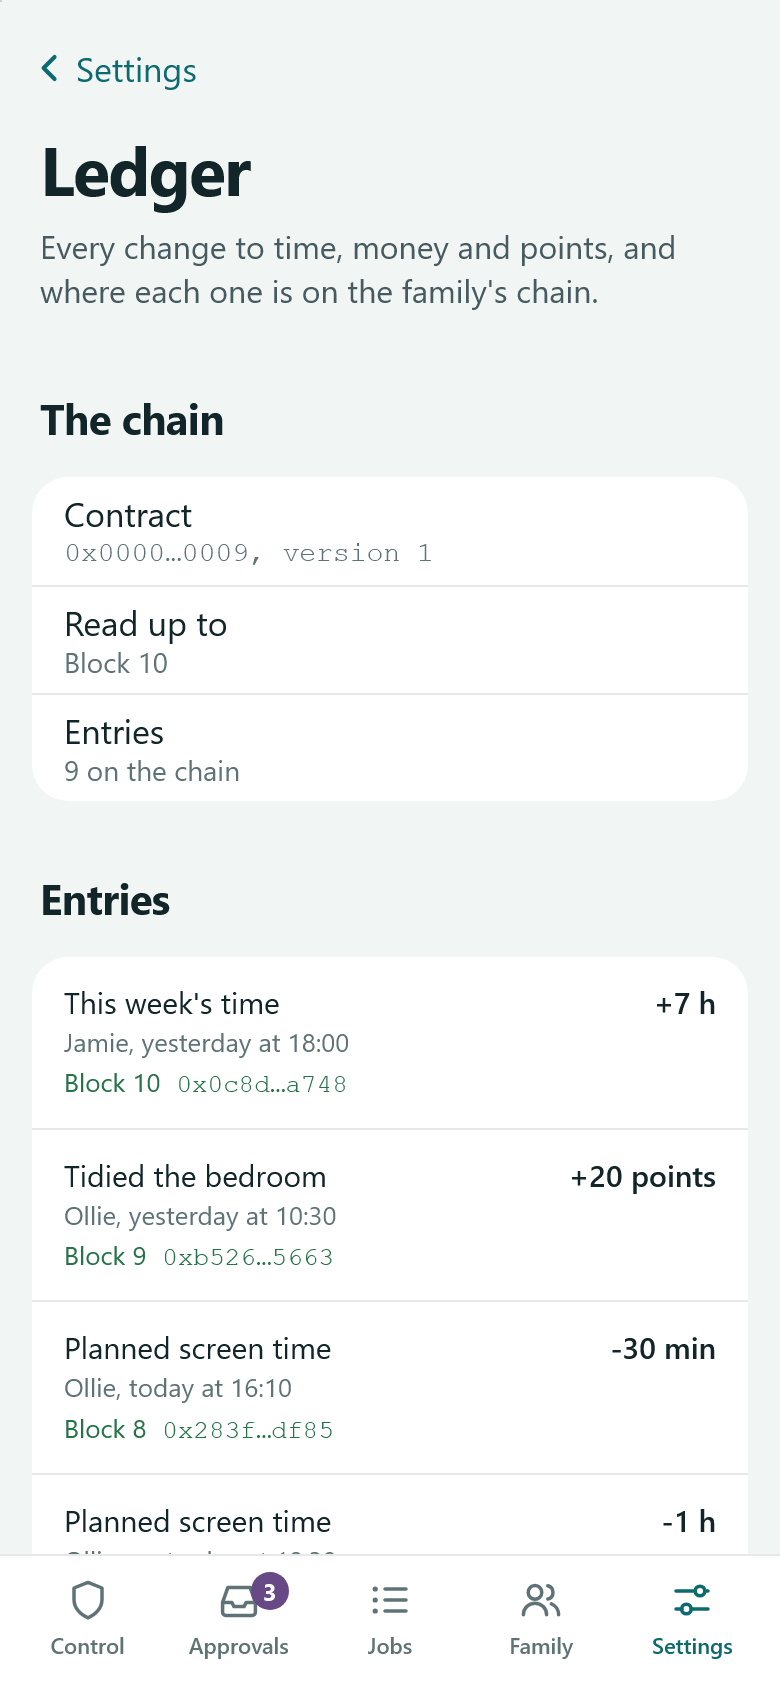 Settings
Ledger
Every change to time, money and points, and
where each one is on the family's chain.
The chain
Contract
0x0000…0009, version 1
Read up to
Block 10
Entries
9 on the chain
Entries
This week's time +7 h
Jamie, yesterday at 18:00
Block 10 0x0c8d…a748
Tidied the bedroom +20 points
Ollie, yesterday at 10:30
Block 9 0xb526…5663
Planned screen time -30 min
Ollie, today at 16:10
Block 8 0x283f…df85
Planned screen time -1 h
3
Control Approvals Jobs Family Settings